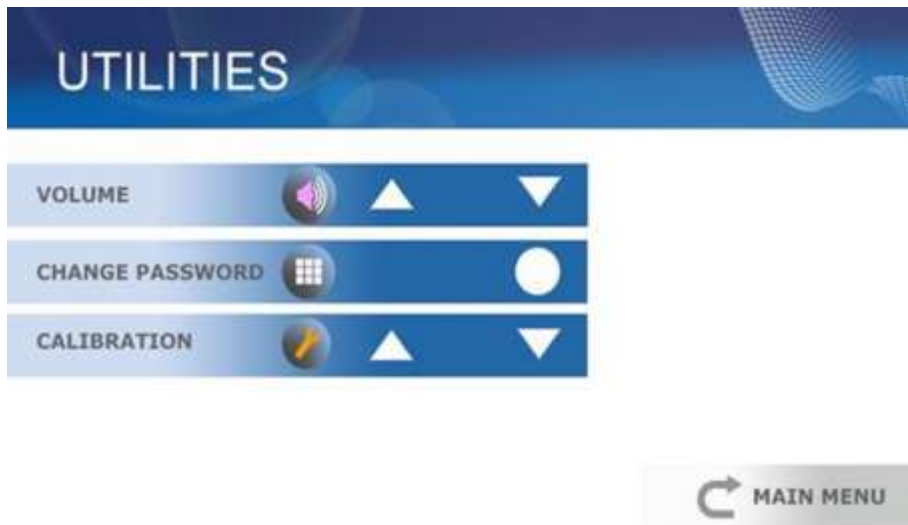 UTILITIES
VOLUME
CHANGE PASSWORD
CALIBRATION
MAIN MENU